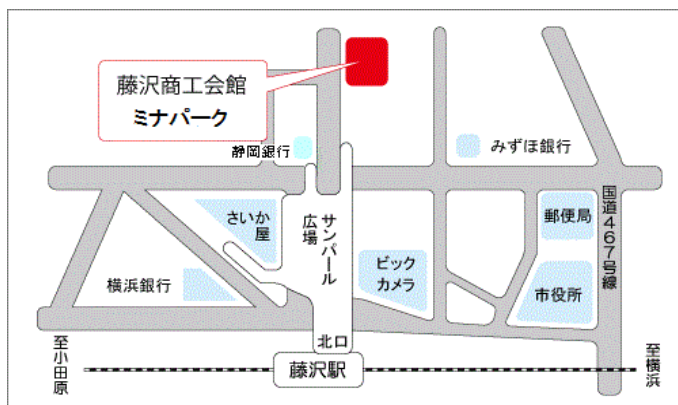 藤沢商工会館
ミナパーク
静岡銀行
みずほ銀行
さいか
屋
サンパール
広場
ビック
カメラ
郵便局
国道467号線
横浜銀行
市役所
北口
藤沢駅
至小田原
至横浜